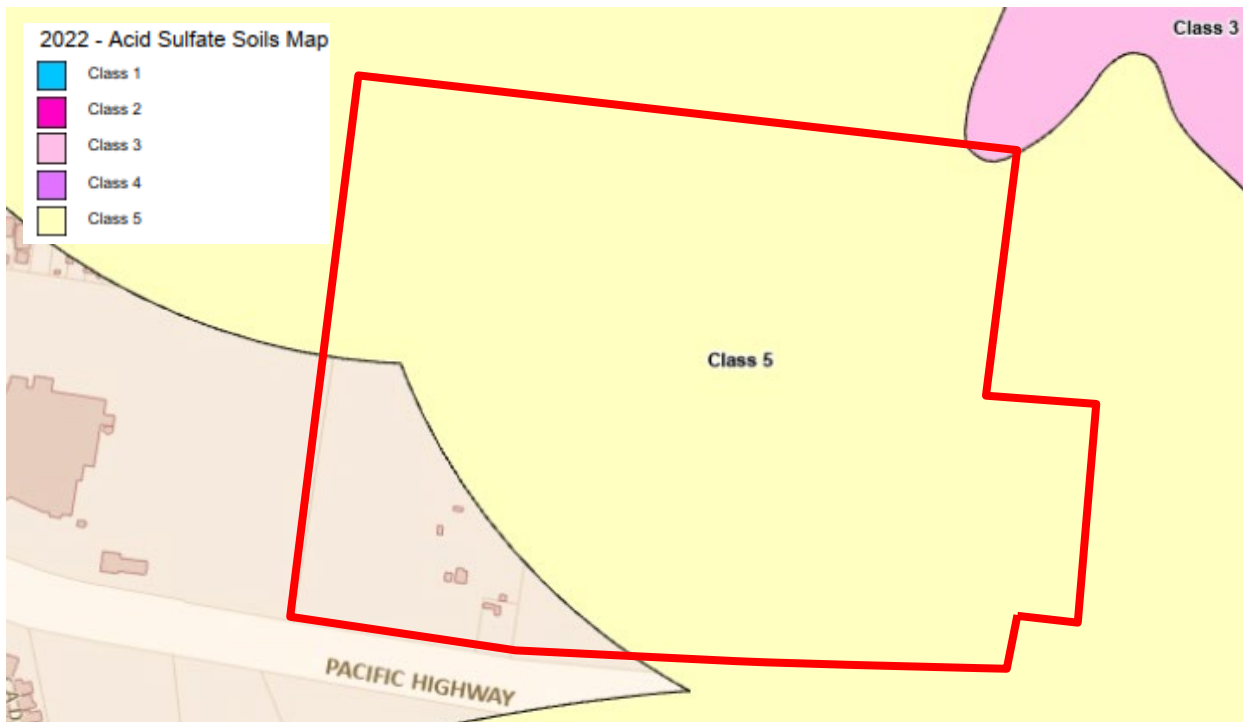 2022 - Acid Sulfate Soils Map
Class 1
Class 2
Class 3
Class 4
Class 5
Class 3
Class 5
PACIFIC HIGHWAY